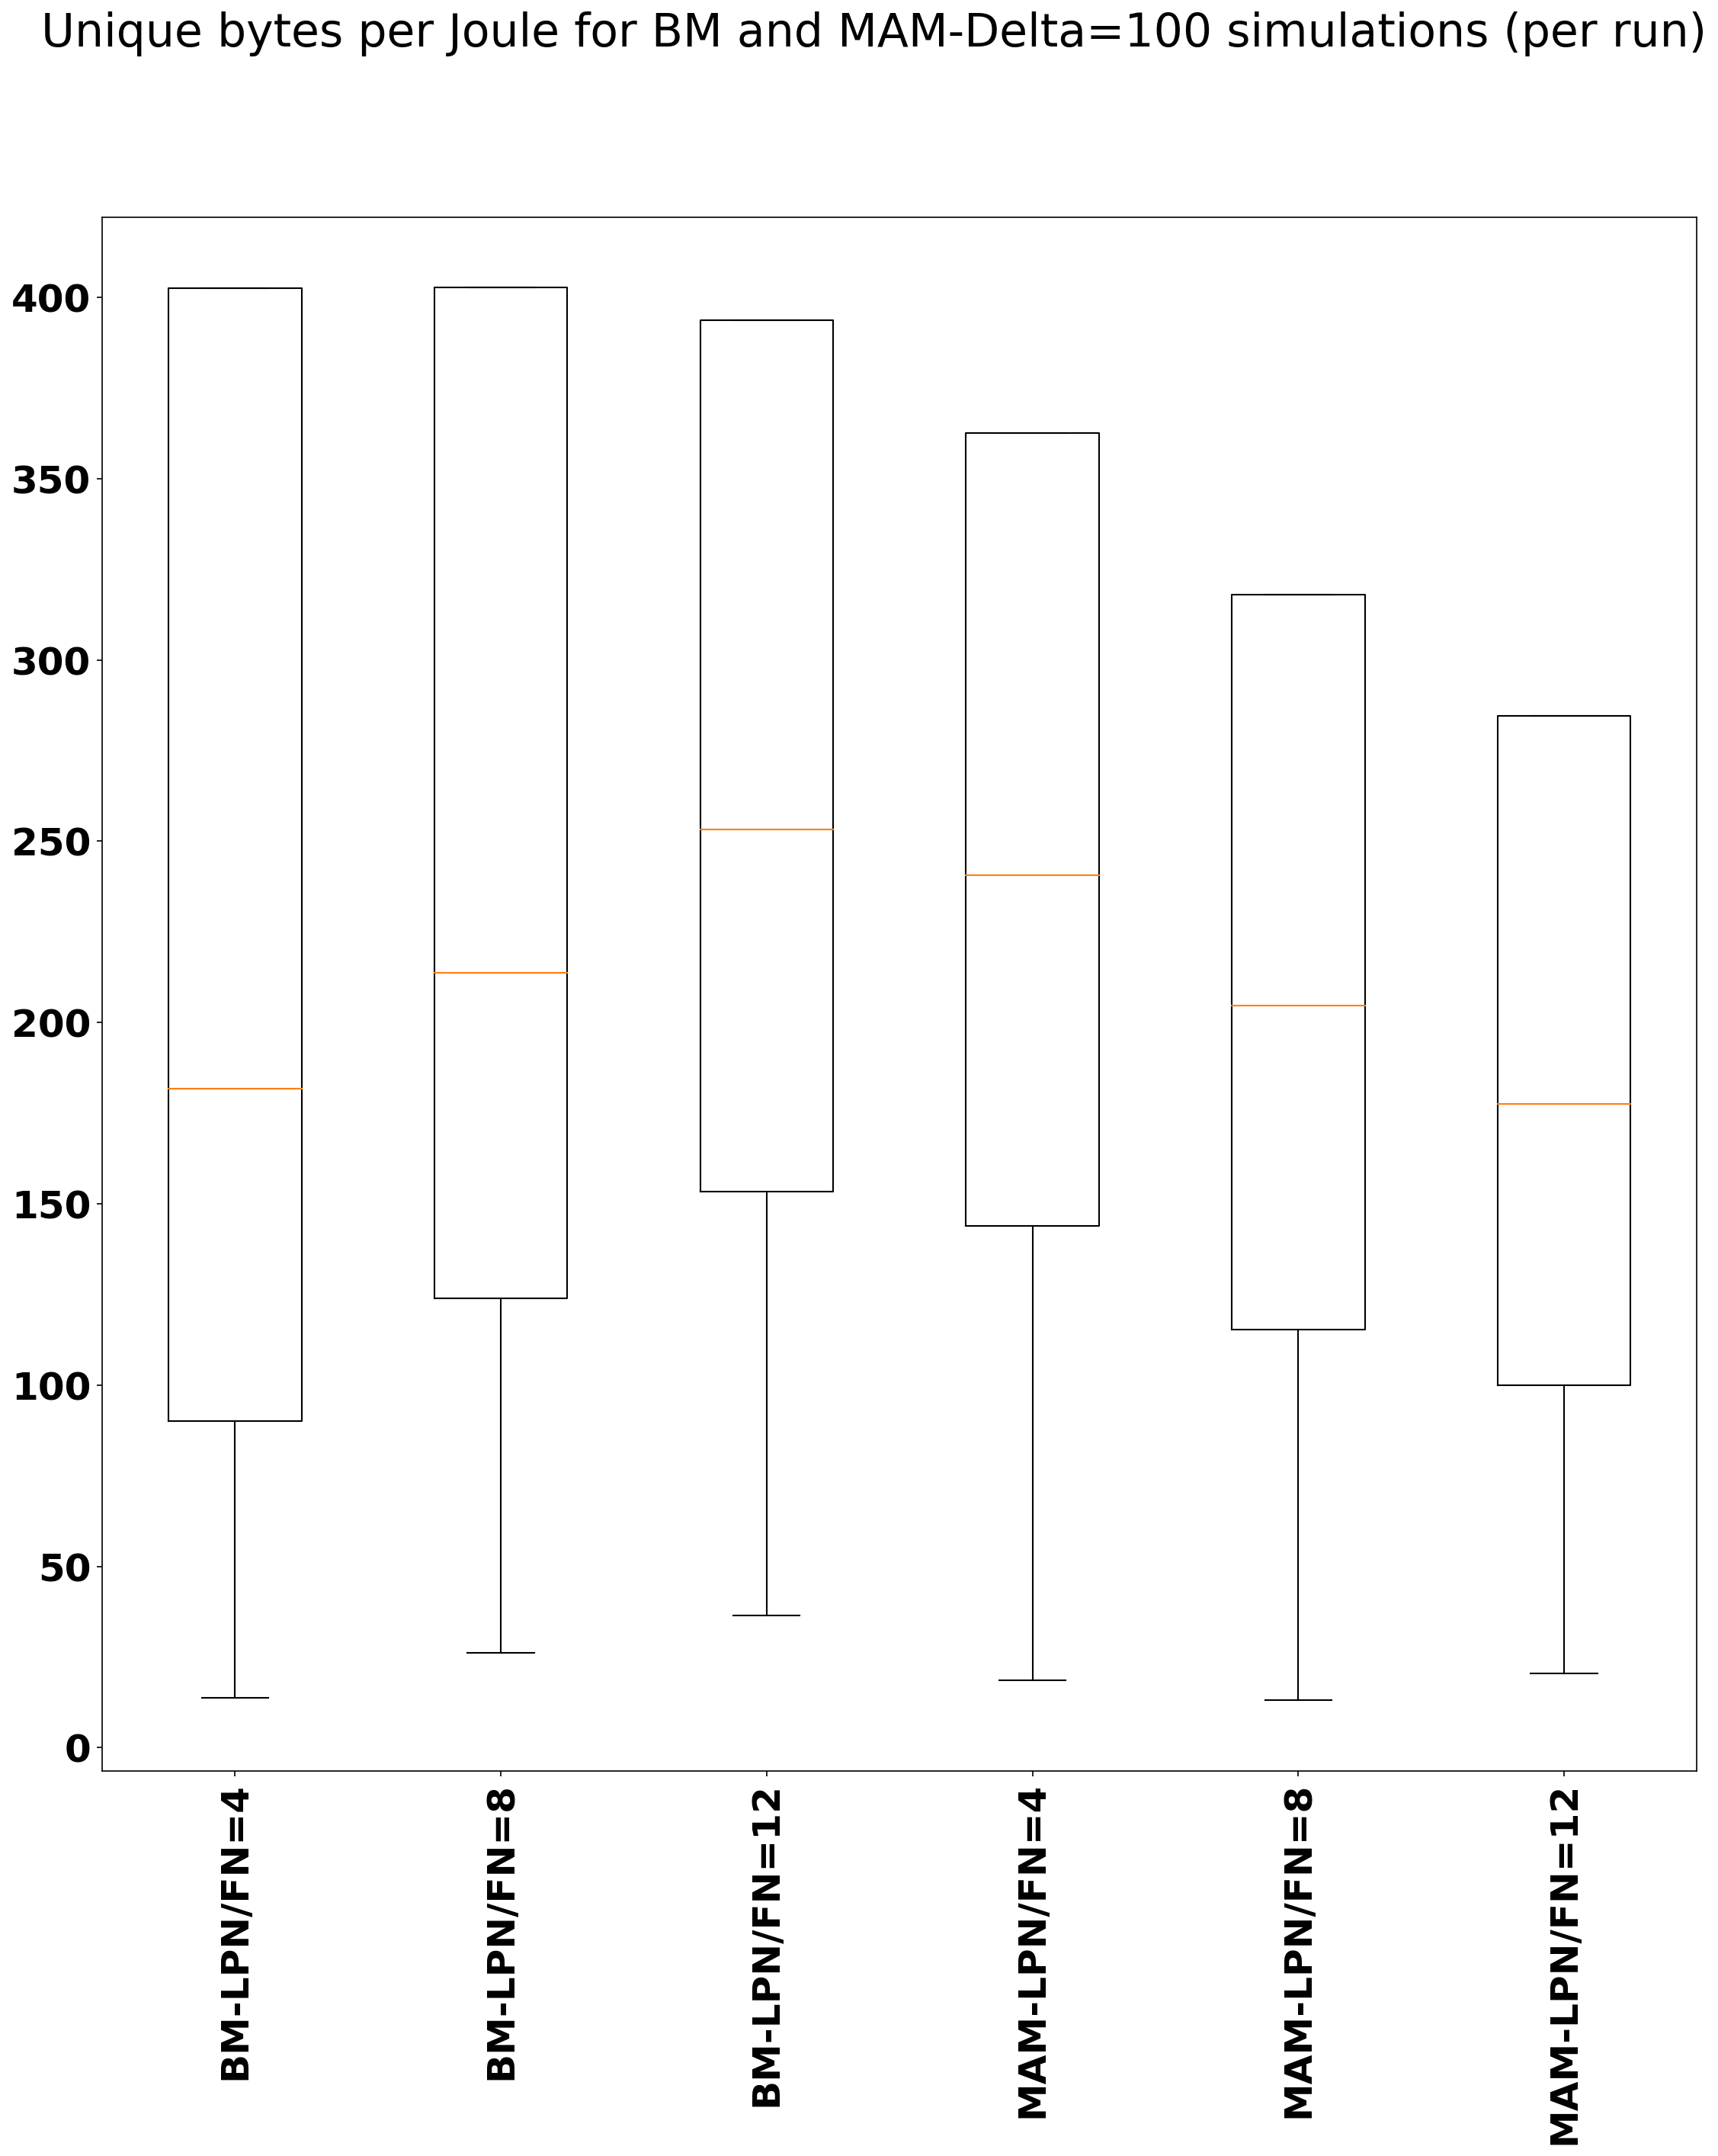 Unique bytes per Joule for BM and MAM-Delta=100 simulations (per run)
400
350
300
250
200
150
100
50
0
BM-LPN/FN=4
BM-LPN/FN=8
BM-LPN/FN=12
MAM-LPN/FN=4
MAM-LPN/FN=8
MAM-LPN/FN=12